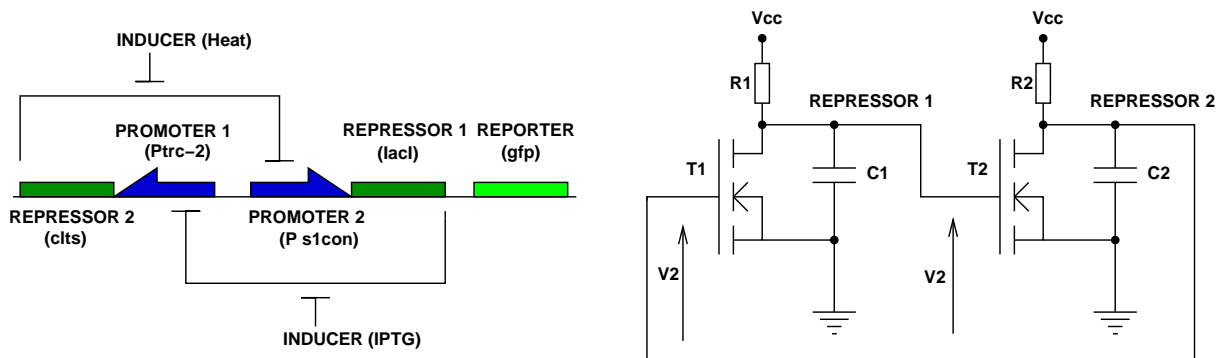 INDUCER (Heat)
PROMOTER 1
(Ptrc-2)
REPRESSOR 1
(lacI)
REPORTER
(gfp)
REPRESSOR 2
(cIts)
PROMOTER 2
(P s1con)
INDUCER (IPTG)
Vcc
R1
REPRESSOR 1
T1
C1
V2
Vcc
R2
REPRESSOR 2
T2
C2
V2